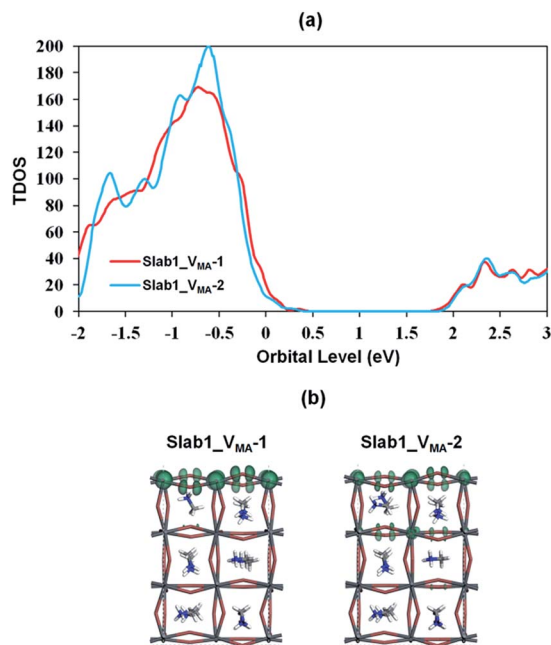 (a)
200
180
160
140
120
100
80
60
40
20
0
TDOS
Slab1_VMA-1
Slab1_VMA-2
-2 -1.5 -1 -0.5 0 0.5 1 1.5 2 2.5 3
Orbital Level (eV)
(b)
Slab1_VMA-1 Slab1_VMA-2